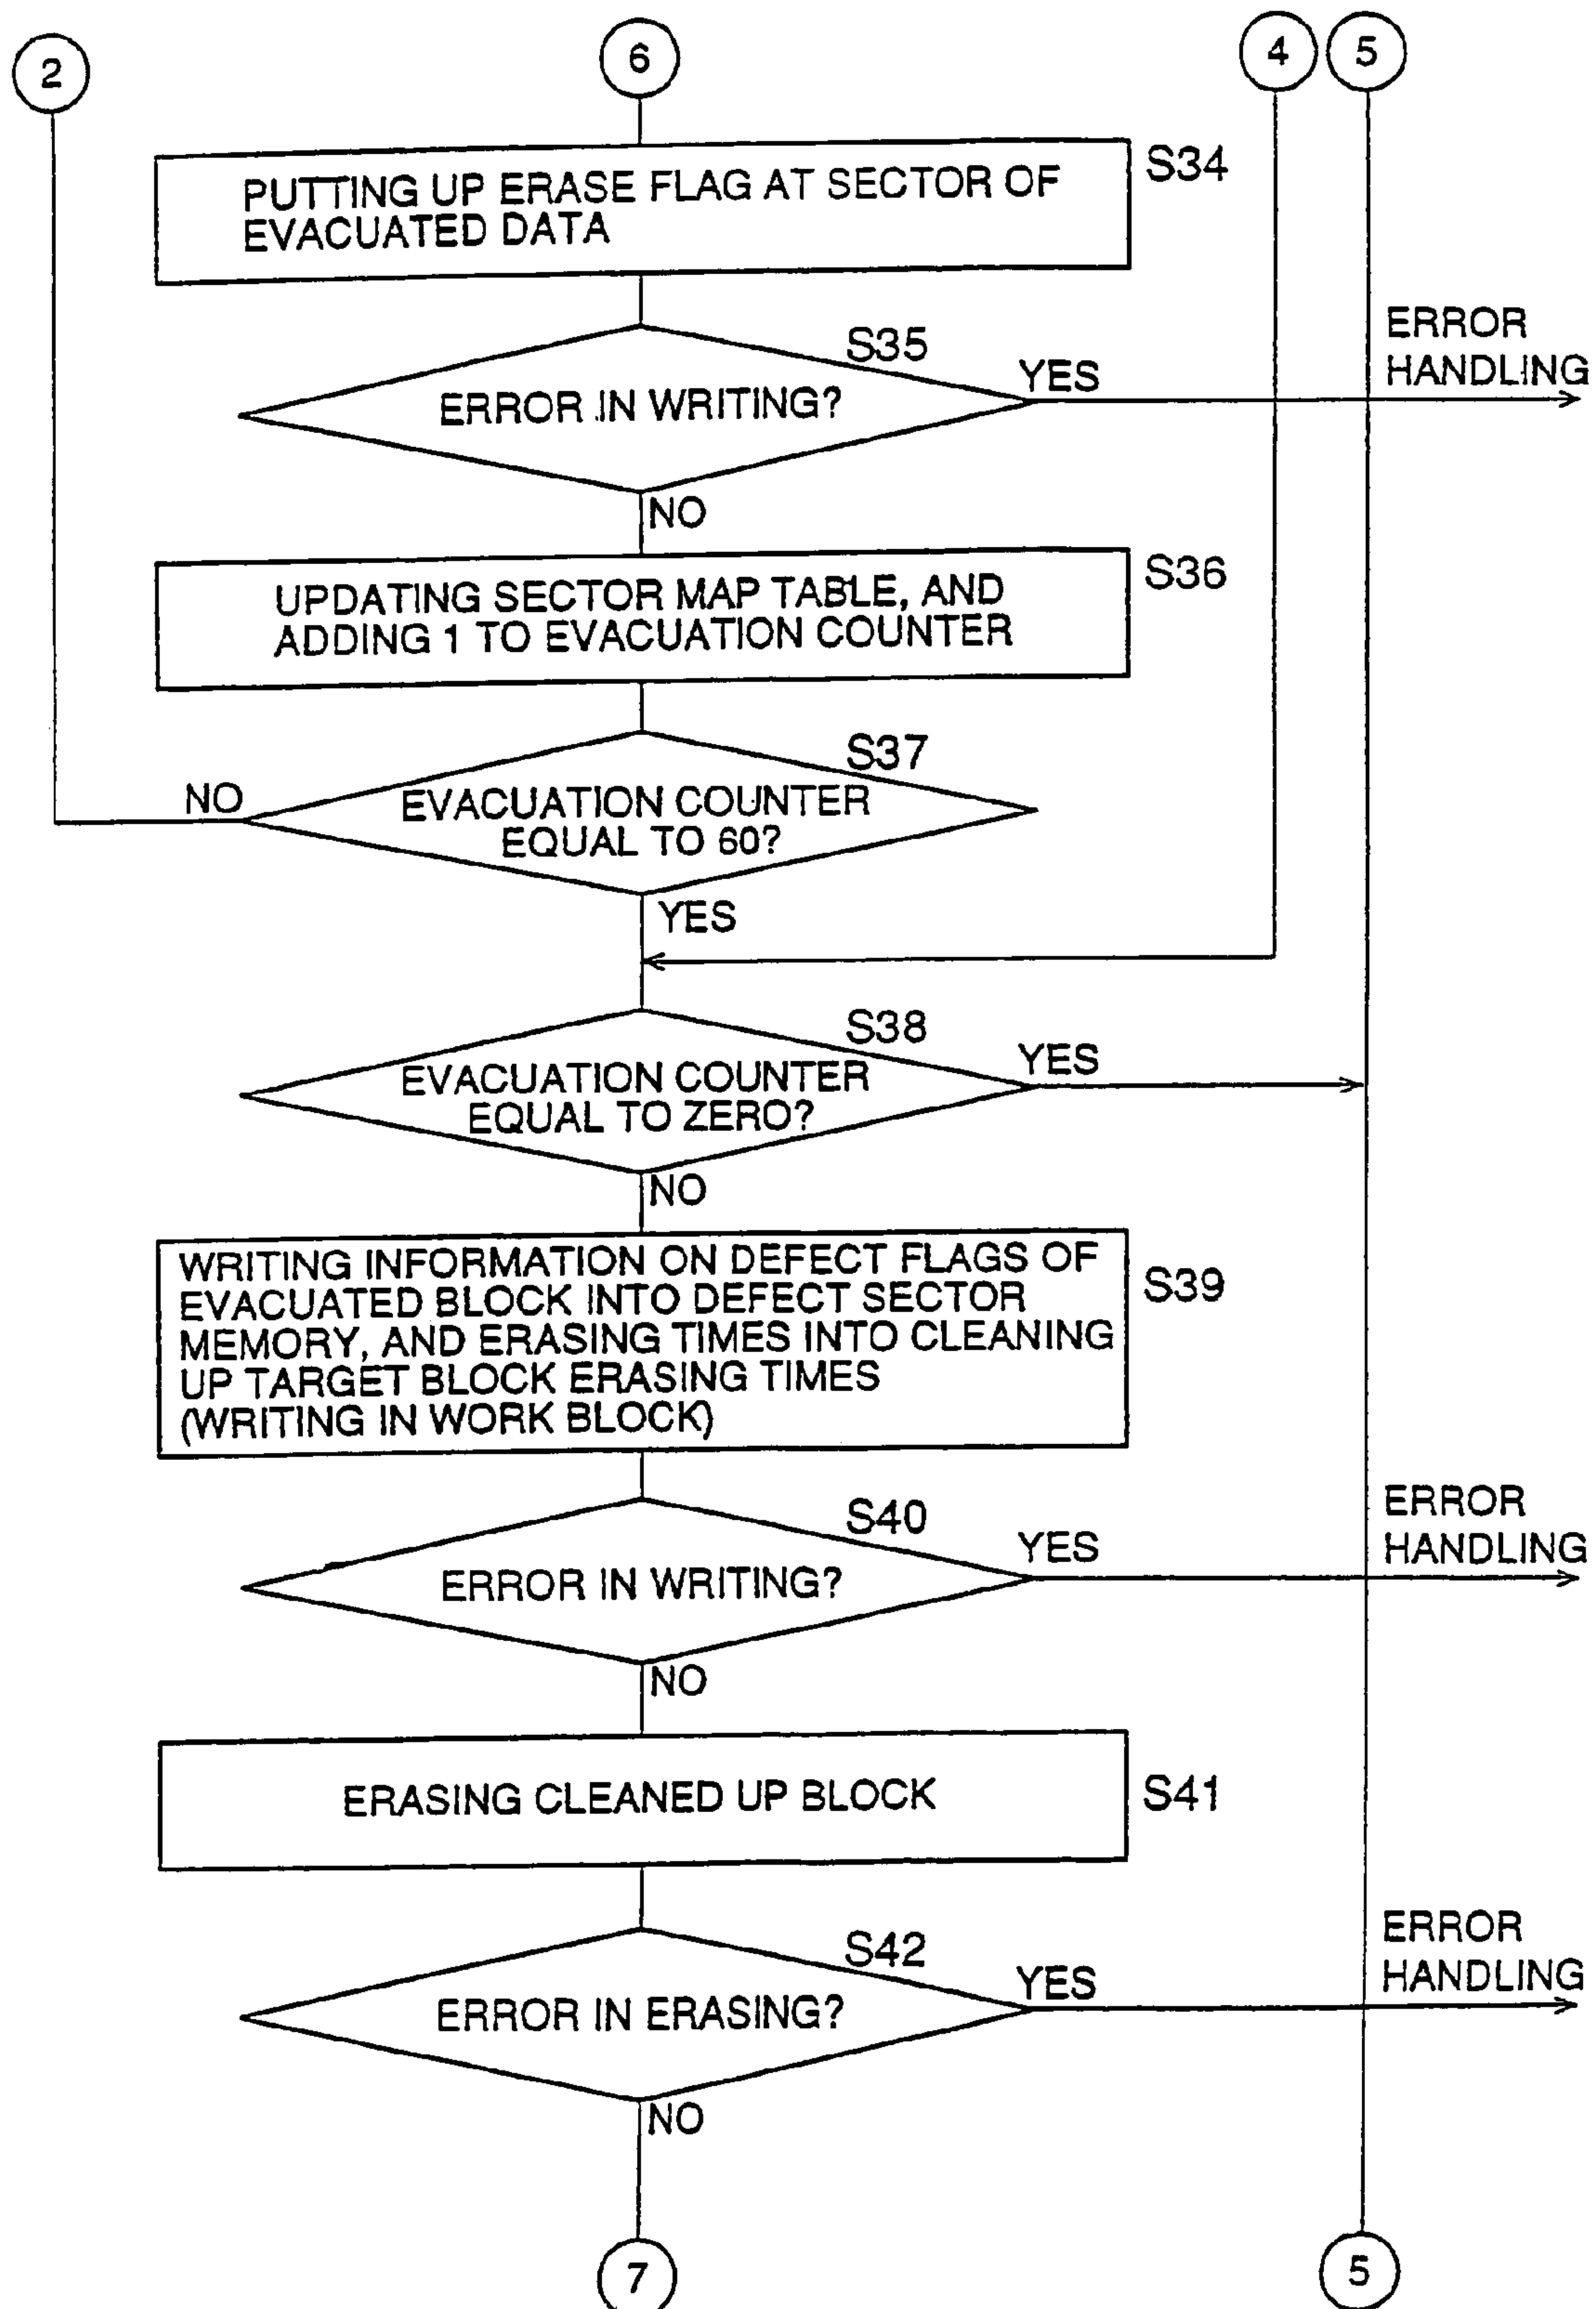 2
6
4
5
PUTTING UP ERASE FLAG AT SECTOR OF
EVACUATED DATA
S34
S35
ERROR IN WRITING?
YES
ERROR
HANDLING
NO
UPDATING SECTOR MAP TABLE, AND
ADDING 1 TO EVACUATION COUNTER
S36
S37
NO
EVACUATION COUNTER
EQUAL TO 60?
YES
S38
EVACUATION COUNTER
EQUAL TO ZERO?
YES
NO
WRITING INFORMATION ON DEFECT FLAGS OF
EVACUATED BLOCK INTO DEFECT SECTOR
MEMORY, AND ERASING TIMES INTO CLEANING
UP TARGET BLOCK ERASING TIMES
(WRITING IN WORK BLOCK)
S39
S40
ERROR IN WRITING?
YES
ERROR
HANDLING
NO
ERASING CLEANED UP BLOCK
S41
S42
ERROR IN ERASING?
YES
ERROR
HANDLING
NO
7
5